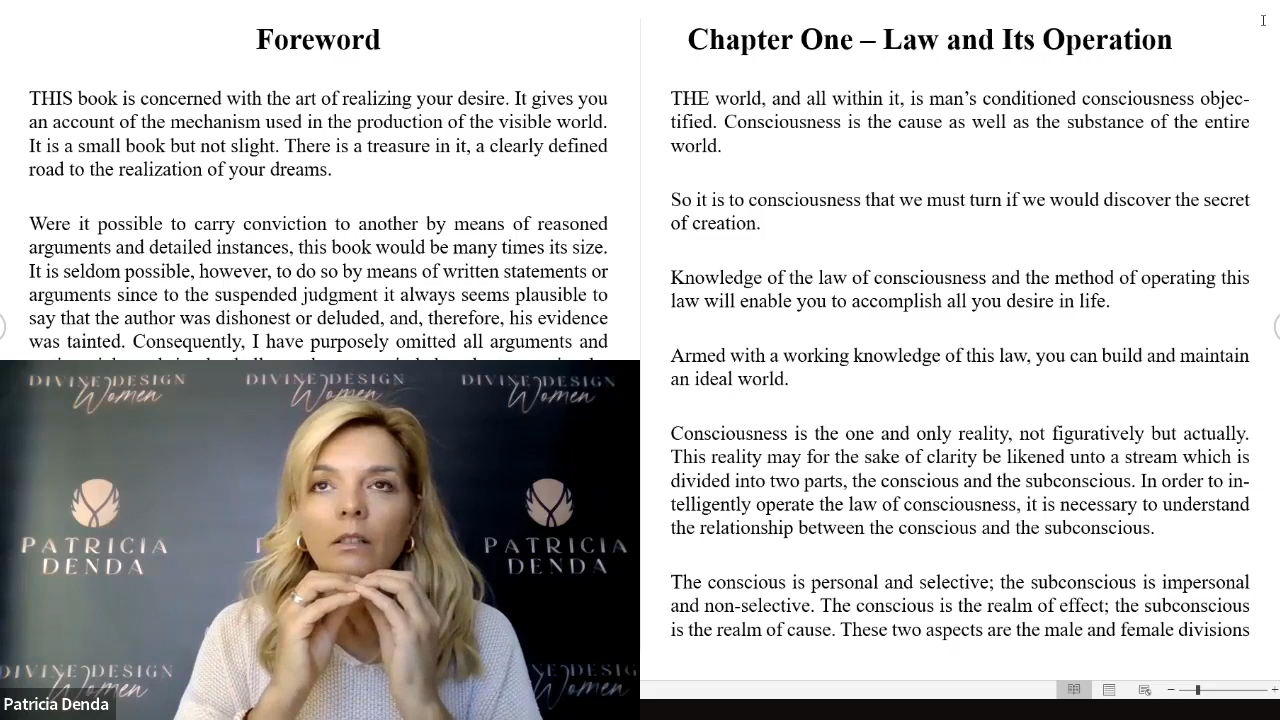 Foreword
THIS book is concerned with the art of realizing your desire. It gives you
an account of the mechanism used in the production of the visible world.
It is a small book but not slight. There is a treasure in it, a clearly defined
road to the realization of your dreams.
Were it possible to carry conviction to another by means of reasoned
arguments and detailed instances, this book would be many times its size.
It is seldom possible, however, to do so by means of written statements or
arguments since to the suspended judgment it always seems plausible to
say that the author was dishonest or deluded, and, therefore, his evidence
was tainted. Consequently, I have purposely omitted all arguments and
Chapter One – Law and Its Operation
THE world, and all within it, is man’s conditioned consciousness objec-
tified. Consciousness is the cause as well as the substance of the entire
world.
So it is to consciousness that we must turn if we would discover the secret
of creation.
Knowledge of the law of consciousness and the method of operating this
law will enable you to accomplish all you desire in life.
Armed with a working knowledge of this law, you can build and maintain
an ideal world.
Consciousness is the one and only reality, not figuratively but actually.
This reality may for the sake of clarity be likened unto a stream which is
divided into two parts, the conscious and the subconscious. In order to in-
telligently operate the law of consciousness, it is necessary to understand
the relationship between the conscious and the subconscious.
The conscious is personal and selective; the subconscious is impersonal
and non-selective. The conscious is the realm of effect; the subconscious
is the realm of cause. These two aspects are the male and female divisions
DIVINE DESIGN
Women
DIVINE DESIGN
Women
DIVINE DESIGN
Women
PATRICIA
DENDA
PATRICIA
DENDA
DIVINE DESIGN
Women
DESIGN
Women
Patricia Denda